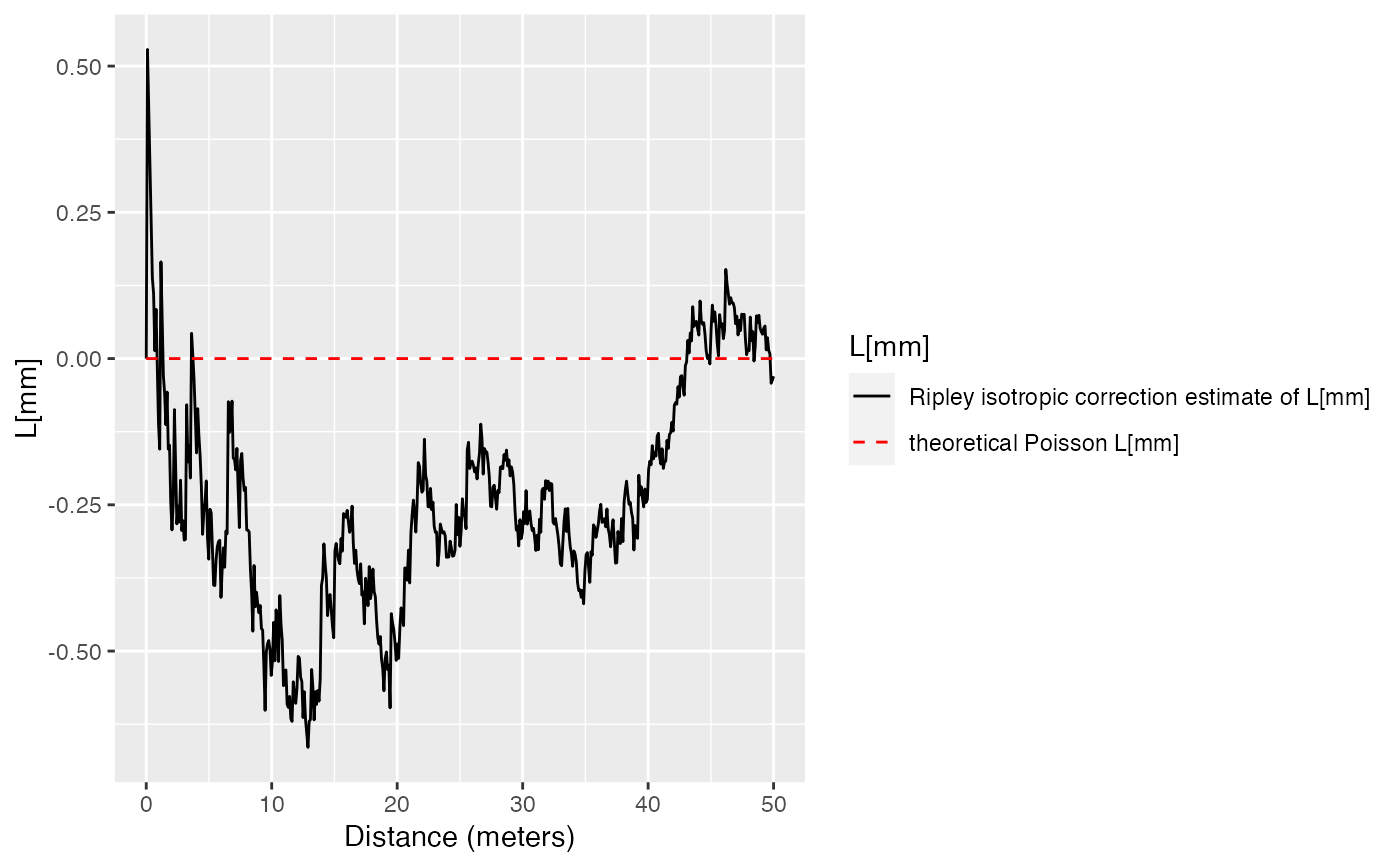 0.50
0.25
0.00
-0.25
-0.50
L[mm]
0
10
20
30
40
50
Distance (meters)
L[mm]
Ripley isotropic correction estimate of L[mm]
theoretical Poisson L[mm]